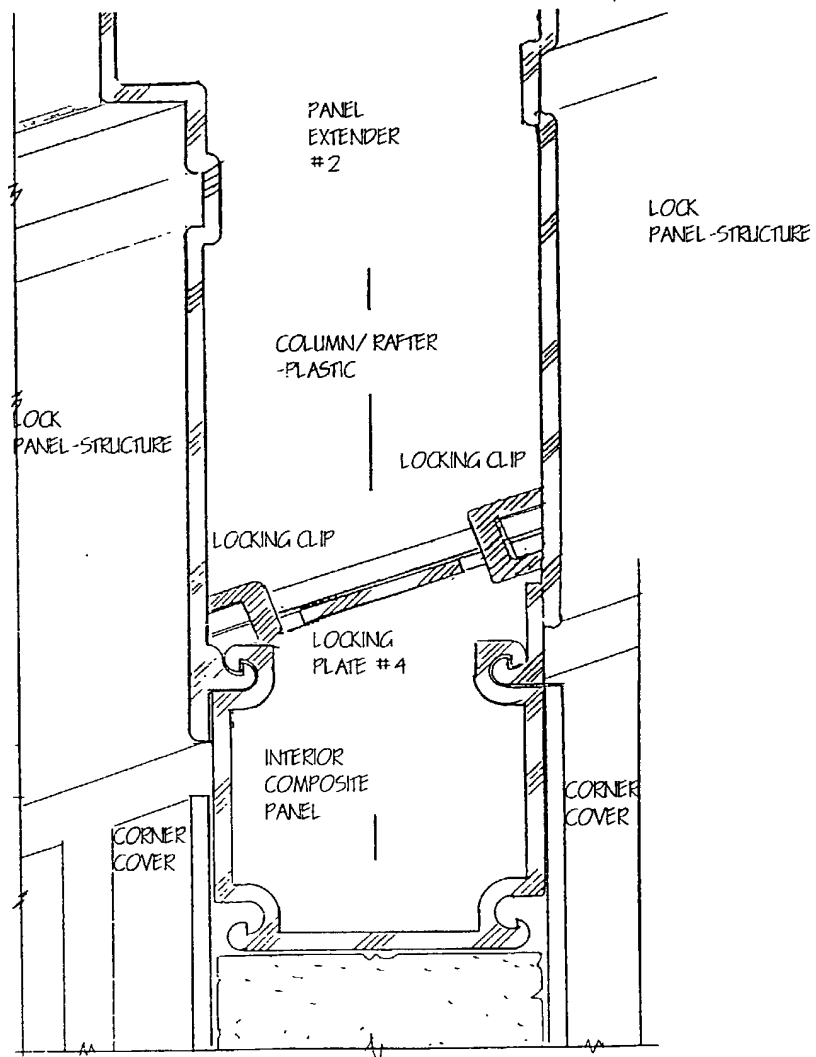 PANEL
EXTENDER
#2
LOCK
PANEL-STRUCTURE
COLUMN/ RAFTER
-PLASTIC
LOCK
PANEL-STRUCTURE
LOCKING CLIP
LOCKING CLIP
LOCKING
PLATE #4
INTERIOR
COMPOSITE
PANEL
CORNER
COVER
CORNER
COVER